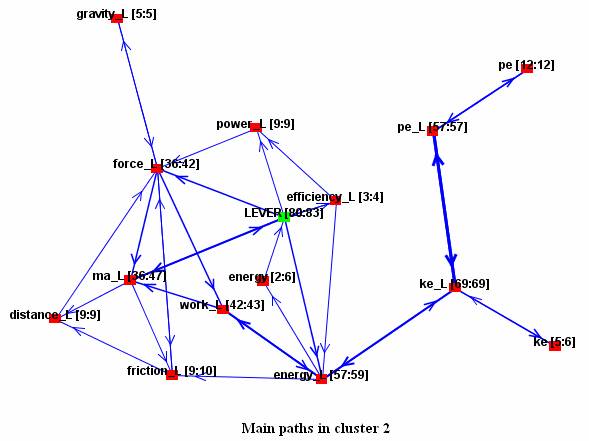 gravity_L [5:5]
pe [12:12]
power_L [9:9]
pe_L [57:57]
force_L [36:42]
efficiency_L [3:4]
LEVER [80:83]
ma_L [36:47]
energy [2:6]
ke_L [69:69]
distance_L [9:9]
work_L [42:43]
ke [5:6]
friction_L [9:10]
energy_L [57:59]
Main paths in cluster 2